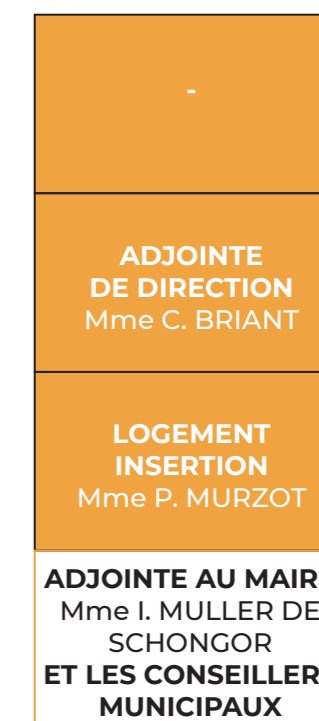 -
ADJOINTE
DE DIRECTION
Mme C. BRIANT
LOGEMENT
INSERTION
Mme P. MURZOT
ADJOINTE AU MAIR
Mme I. MULLER DE
SCHONGOR
ET LES CONSEILLER
MUNICIPAUX